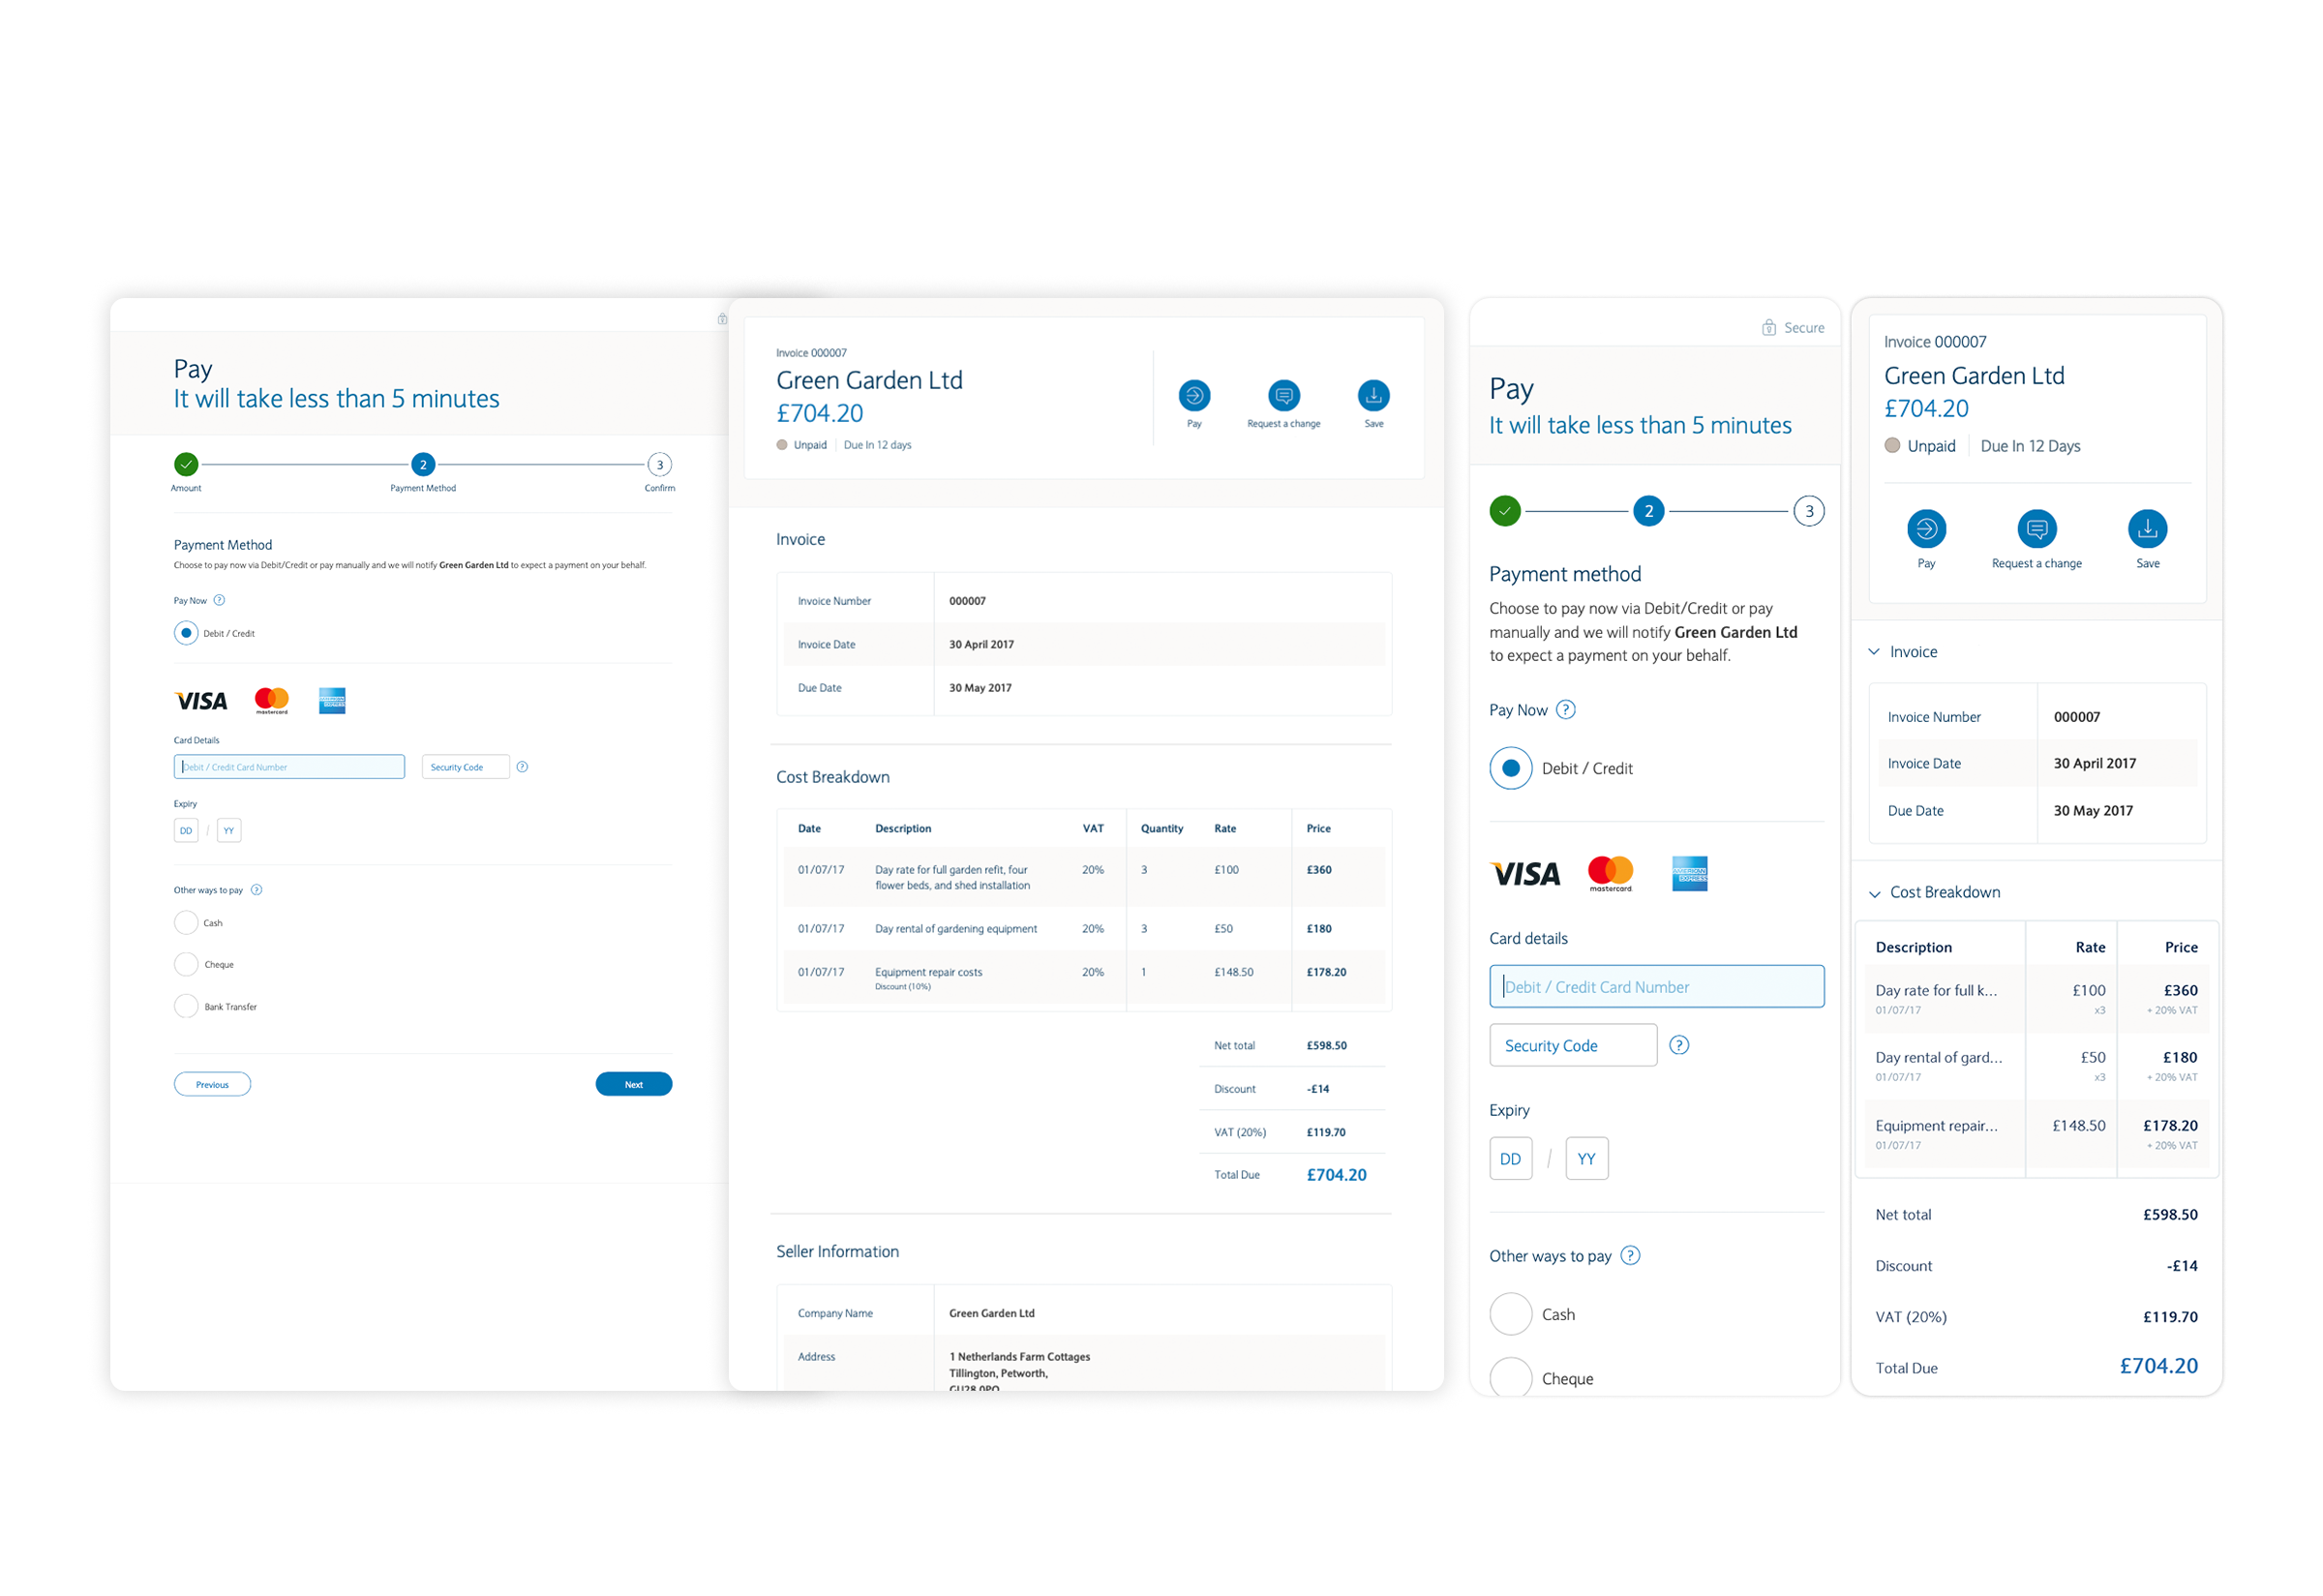 Pay
It will take less than 5 minutes
2
3
Amount
Payment Method
Confirm
Payment Method
Choose to pay now via Debit/Credit or pay manually and we will notify Green Garden Ltd to expect a payment on your behalf.
Pay Now ?
Debit / Credit
VISA
mastercard
AMERICAN EXPRESS
Card Details
Debit / Credit Card Number
Security Code
?
Expiry
DD / YY
Other ways to pay ?
Cash
Cheque
Bank Transfer
Previous
Next
Invoice 000007
Green Garden Ltd
£704.20
Unpaid
Due In 12 days
Pay
Request a change
Save
Invoice
Invoice Number 000007
Invoice Date 30 April 2017
Due Date 30 May 2017
Cost Breakdown
Date Description VAT Quantity Rate Price
01/07/17 Day rate for full garden refit, four 20% 3 £100 £360
flower beds, and shed installation
01/07/17 Day rental of gardening equipment 20% 3 £50 £180
01/07/17 Equipment repair costs 20% 1 £148.50 £178.20
Discount (10%)
Net total £598.50
Discount -£14
VAT (20%) £119.70
Total Due £704.20
Seller Information
Company Name Green Garden Ltd
Address 1 Netherlands Farm Cottages
Tillington, Petworth,
GU28 0PQ
Secure
Pay
It will take less than 5 minutes
2
3
Payment method
Choose to pay now via Debit/Credit or pay
manually and we will notify Green Garden Ltd
to expect a payment on your behalf.
Pay Now ?
Debit / Credit
VISA
mastercard
AMERICAN EXPRESS
Card details
Debit / Credit Card Number
Security Code ?
Expiry
DD / YY
Other ways to pay ?
Cash
Cheque
Invoice 000007
Green Garden Ltd
£704.20
Unpaid
Due In 12 Days
Pay
Request a change
Save
Invoice
Invoice Number 000007
Invoice Date 30 April 2017
Due Date 30 May 2017
Cost Breakdown
Description Rate Price
Day rate for full k... £100 £360
01/07/17 x3 + 20% VAT
Day rental of gard... £50 £180
01/07/17 x3 + 20% VAT
Equipment repair... £148.50 £178.20
01/07/17 + 20% VAT
Net total £598.50
Discount -£14
VAT (20%) £119.70
Total Due £704.20